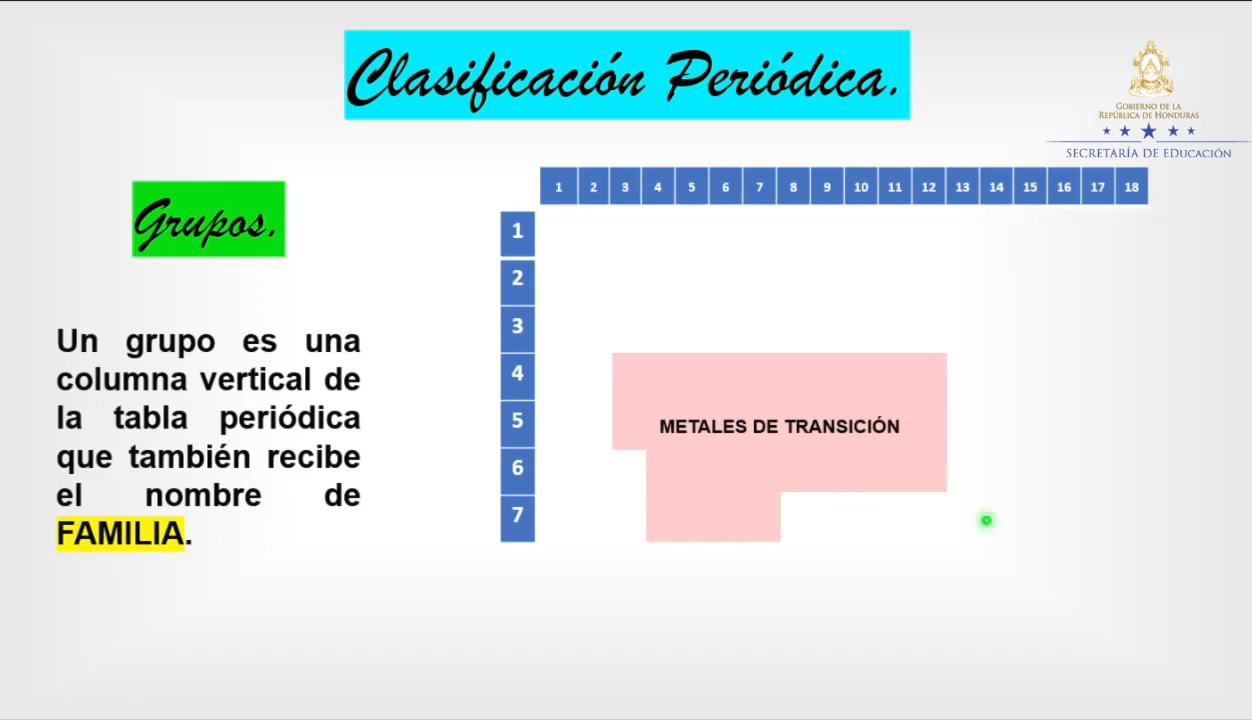 Clasificación Periódica.
GOBIERNO DE LA
REPÚBLICA DE HONDURAS
SECRETARÍA DE EDUCACIÓN
Grupos.
1 2 3 4 5 6 7 8 9 10 11 12 13 14 15 16 17 18
1
2
3
4
5
6
7
METALES DE TRANSICIÓN
Un grupo es una
columna vertical de
la tabla periódica
que también recibe
el nombre de
FAMILIA.